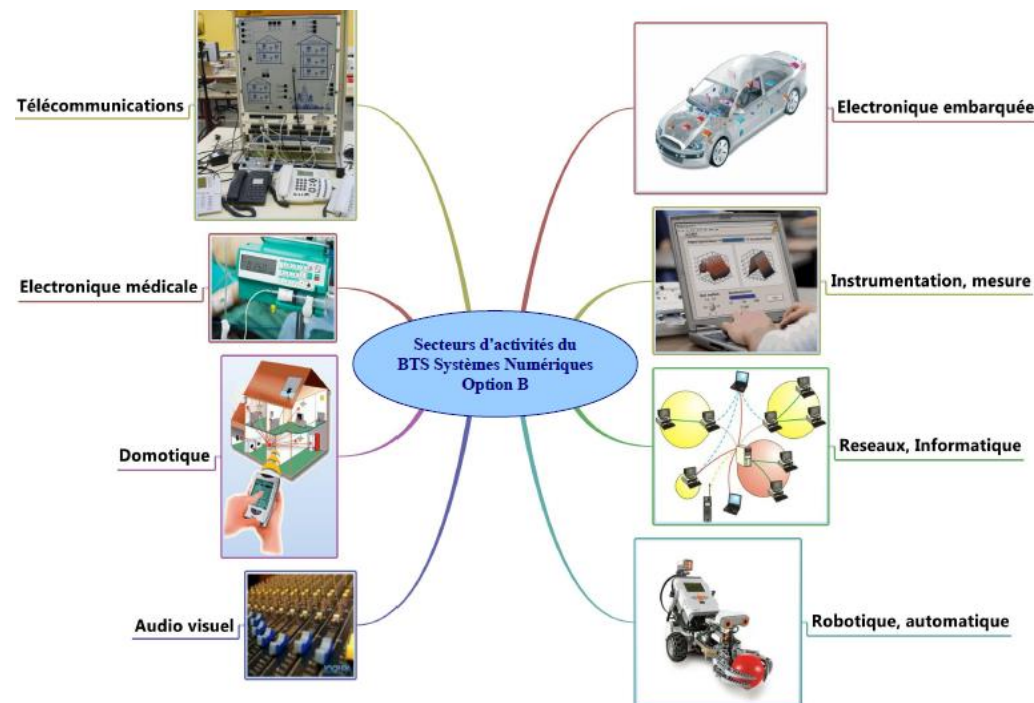 Télécommunications
Electronique embarquée
Electronique médicale
Instrumentation, mesure
Secteurs d'activités du
BTS Systèmes Numériques
Option B
Domotique
Reseaux, Informatique
Audio visuel
Robotique, automatique